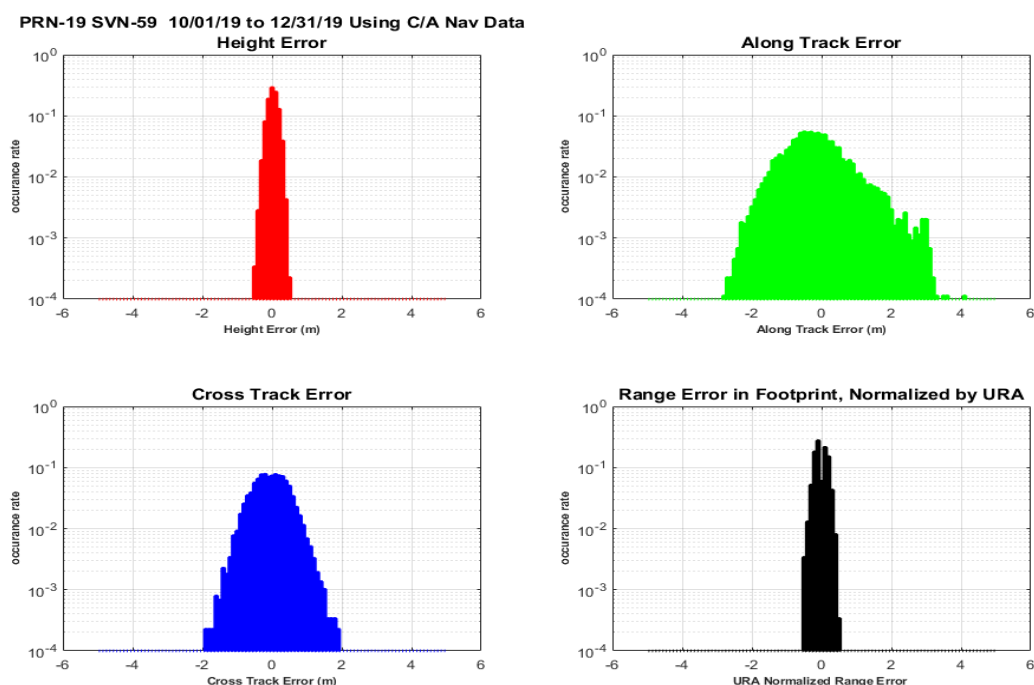 PRN-19 SVN-59 10/01/19 to 12/31/19 Using C/A Nav Data
Height Error
10^0
10^-1
10^-2
10^-3
10^-4
occurance rate
-6 -4 -2 0 2 4 6
Height Error (m)
Along Track Error
10^0
10^-1
10^-2
10^-3
10^-4
occurance rate
-6 -4 -2 0 2 4 6
Along Track Error (m)
Cross Track Error
10^0
10^-1
10^-2
10^-3
10^-4
occurance rate
-6 -4 -2 0 2 4 6
Cross Track Error (m)
Range Error in Footprint, Normalized by URA
10^0
10^-1
10^-2
10^-3
10^-4
occurance rate
-6 -4 -2 0 2 4 6
URA Normalized Range Error